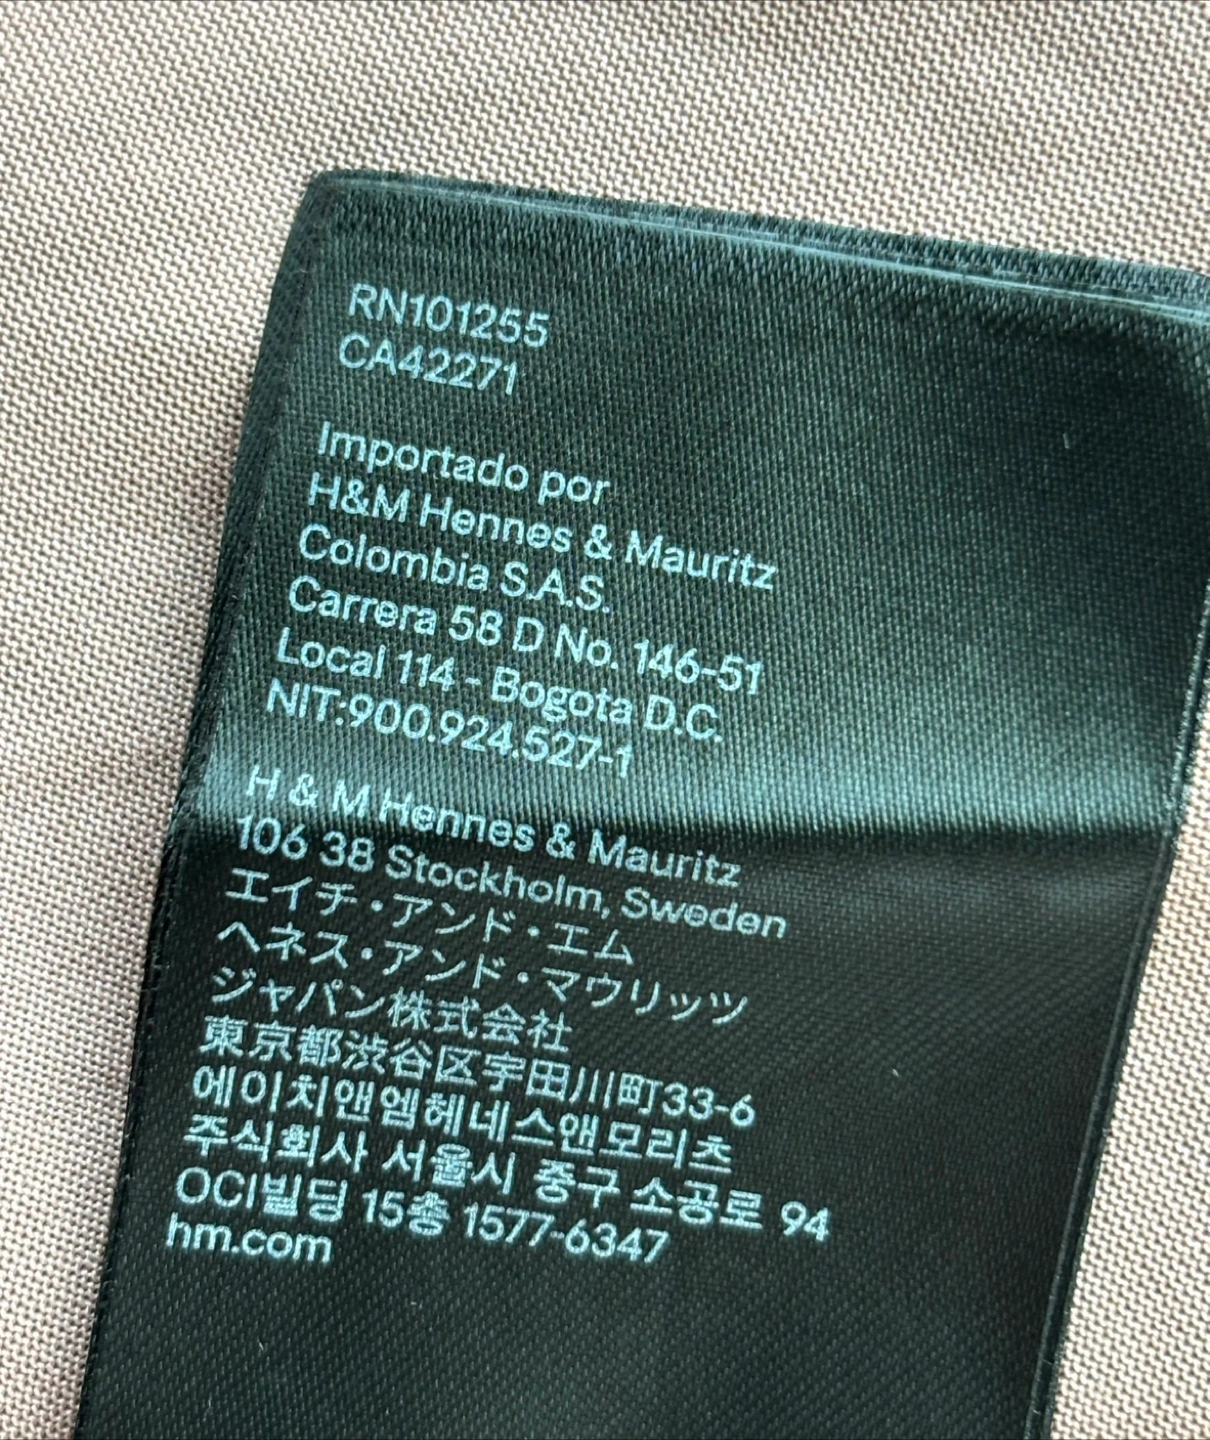 RN101255
CA42271
Importado por
H&M Hennes & Mauritz
Colombia S.A.S.
Carrera 58 D No. 146-51
Local 114 - Bogota D.C.
NIT:900.924.527-1
H & M Hennes & Mauritz
106 38 Stockholm, Sweden
エイチ・アンド・エム
ヘネス・アンド・マウリッツ
ジャパン株式会社
東京都渋谷区宇田川町33-6
에이치앤엠헤네스앤모리츠
주식회사 서울시 중구 소공로 94
OCI빌딩 15층 1577-6347
hm.com